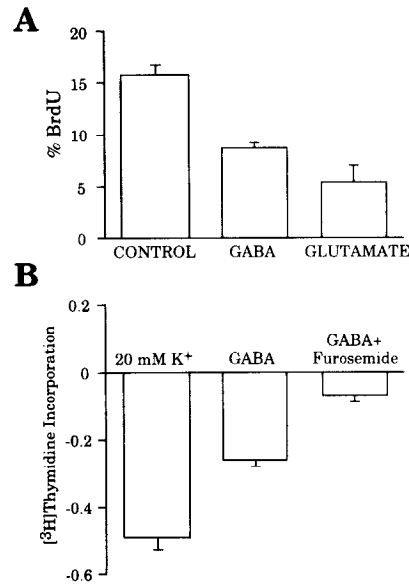 A
20
15
10
5
0
% BrdU
CONTROL GABA GLUTAMATE
B
0.2
0
-0.2
-0.4
-0.6
[³H]Thymidine Incorporation
20 mM K⁺ GABA GABA+
Furosemide